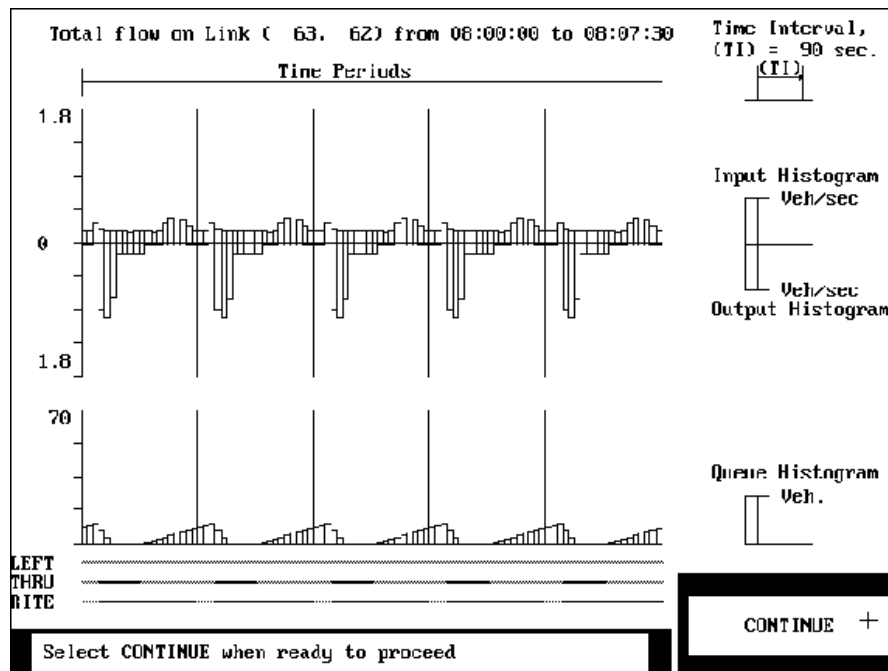 Total flow on Link ( 63, 62) from 08:00:00 to 08:07:30
Time Interval,
(TI) = 90 sec.
(TI)
Time Periods
1.8
0
1.8
Input Histogram
Veh/sec
Veh/sec
Output Histogram
70
Queue Histogram
Veh.
LEFT
THRU
RITE
CONTINUE +
Select CONTINUE when ready to proceed